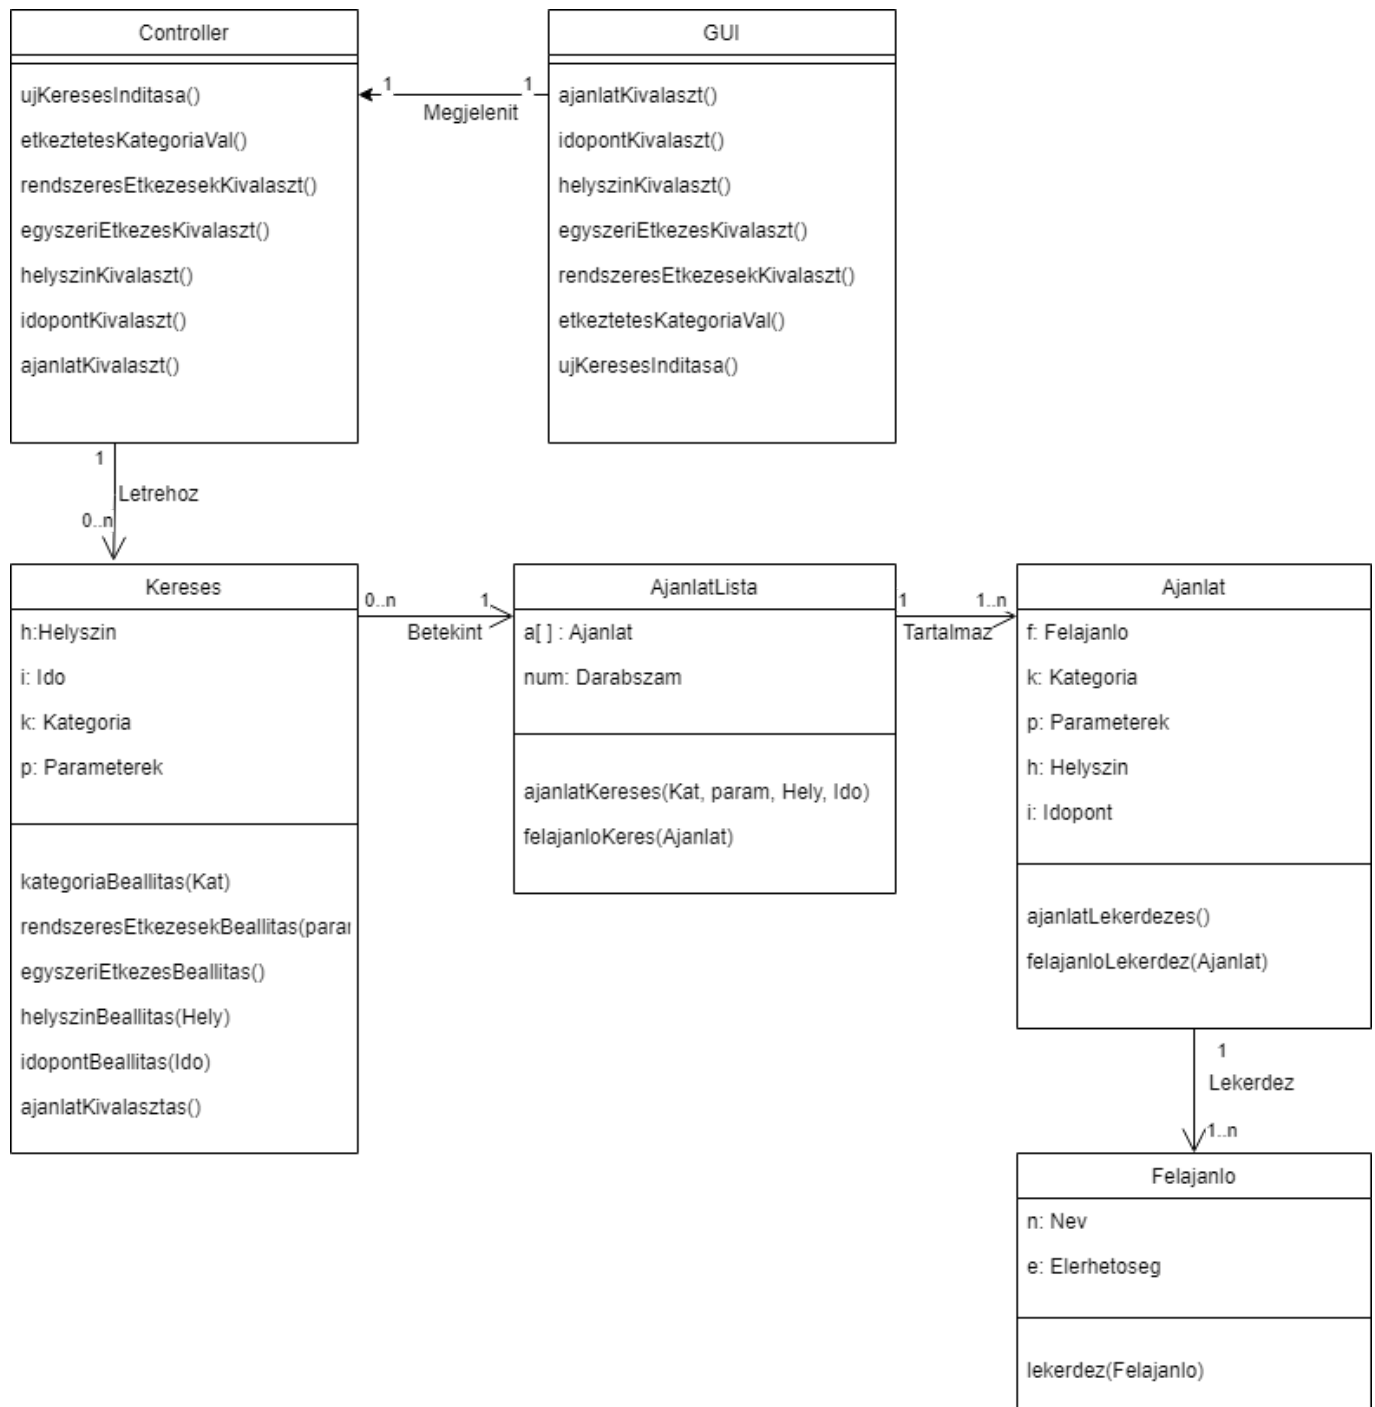 Controller
ujKeresesInditasa()
etkeztetesKategoriaVal()
rendszeresEtkezesekKivalaszt()
egyszeriEtkezesKivalaszt()
helyszinKivalaszt()
idopontKivalaszt()
ajanlatKivalaszt()
1
1
Megjelenit
GUI
ajanlatKivalaszt()
idopontKivalaszt()
helyszinKivalaszt()
egyszeriEtkezesKivalaszt()
rendszeresEtkezesekKivalaszt()
etkeztetesKategoriaVal()
ujKeresesInditasa()
1
Letrehoz
0..n
Kereses
h:Helyszin
i: Ido
k: Kategoria
p: Parameterek
kategoriaBeallitas(Kat)
rendszeresEtkezesekBeallitas(parar
egyszeriEtkezesBeallitas()
helyszinBeallitas(Hely)
idopontBeallitas(Ido)
ajanlatKivalasztas()
0..n
1
Betekint
AjanlatLista
a[ ] : Ajanlat
num: Darabszam
ajanlatKereses(Kat, param, Hely, Ido)
felajanloKeres(Ajanlat)
1
1..n
Tartalmaz
Ajanlat
f: Felajanlo
k: Kategoria
p: Parameterek
h: Helyszin
i: Idopont
ajanlatLekerdezes()
felajanloLekerdez(Ajanlat)
1
Lekerdez
1..n
Felajanlo
n: Nev
e: Elerhetoseg
lekerdez(Felajanlo)